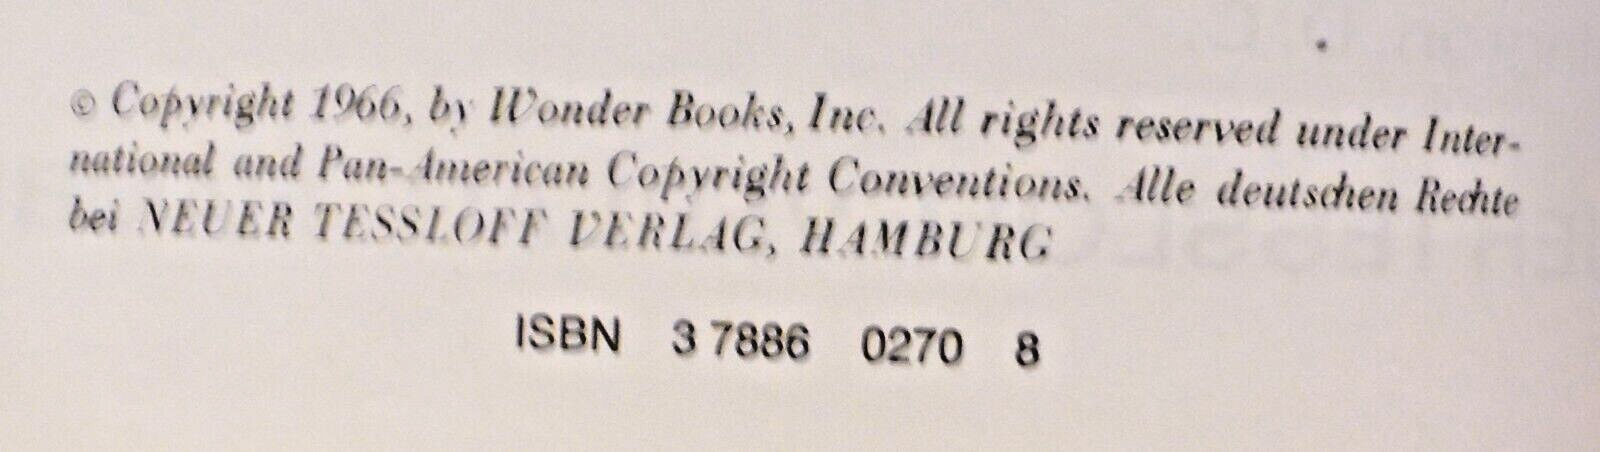 © Copyright 1966, by Wonder Books, Inc. All rights reserved under Inter-
national and Pan-American Copyright Conventions. Alle deutschen Rechte
bei NEUER TESSLOFF VERLAG, HAMBURG
ISBN 3 7886 0270 8